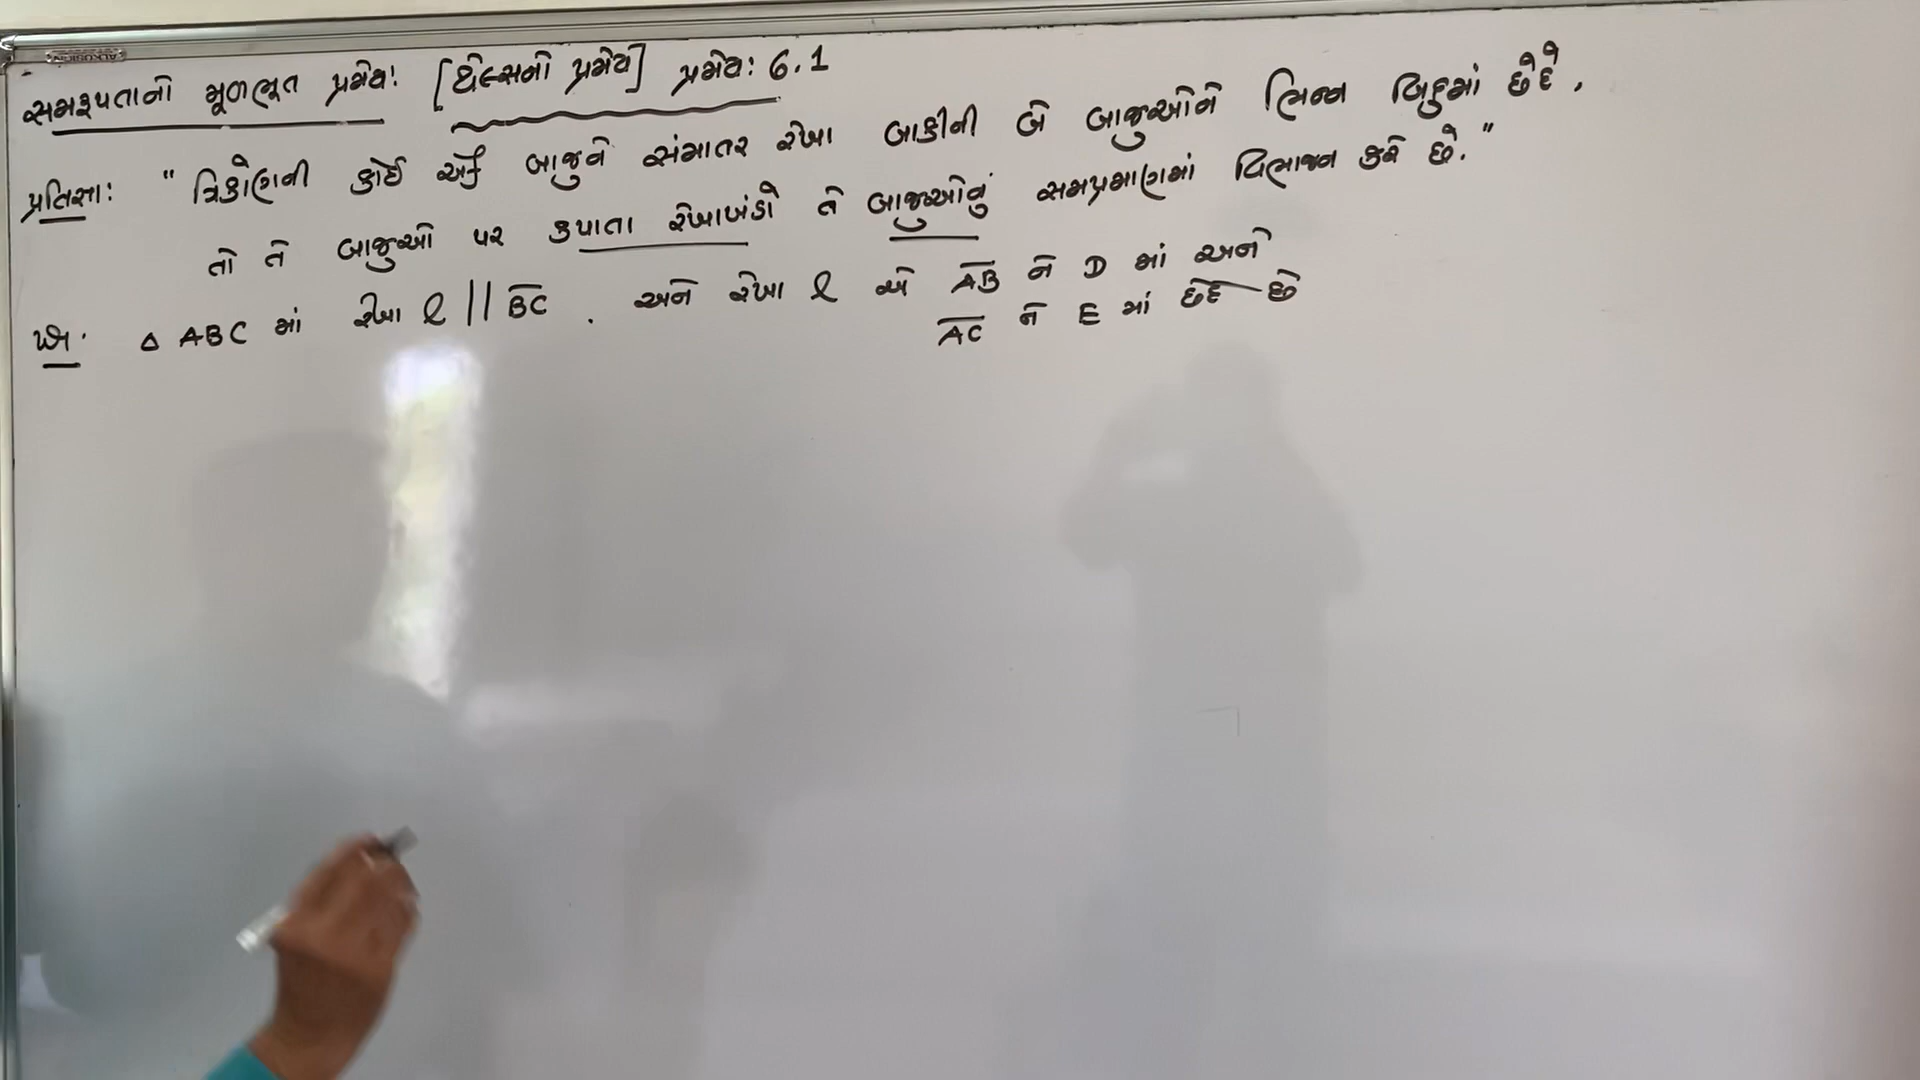 સમરૂપતાનો મૂળભૂત પ્રમેય: [થેલ્સનો પ્રમેય] પ્રમેય: 6.1
પ્રતિજ્ઞા: " ત્રિકોણની કોઈ એક બાજુને સંમાતર રેખા બાકીની બે બાજુઓને ભિન્ન બિંદુમાં છેદે,
તો તે બાજુઓ પર કપાતા રેખાખંડો તે બાજુઓનું સમપ્રમાણમાં વિભાજન કરે છે."
પક્ષ: △ ABC માં રેખા l || BC . અને રેખા l એ AB ને D માં અને
AC ને E માં છેદે છે